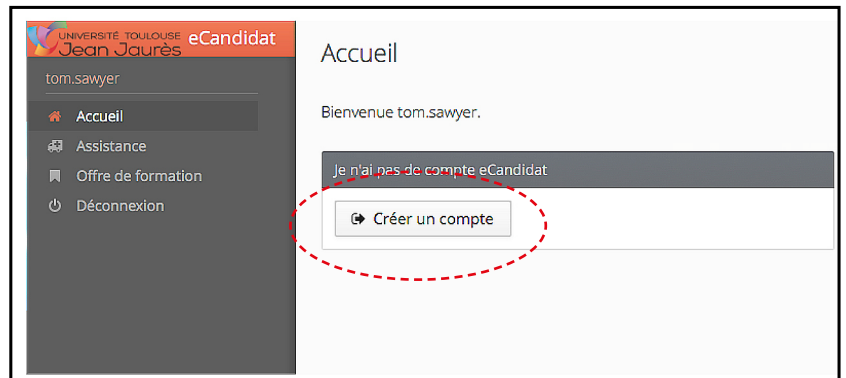 UNIVERSITÉ TOULOUSE
Jean Jaurès
eCandidat
tom.sawyer
Accueil
Assistance
Offre de formation
Déconnexion
Accueil
Bienvenue tom.sawyer.
Je n'ai pas de compte eCandidat
Créer un compte